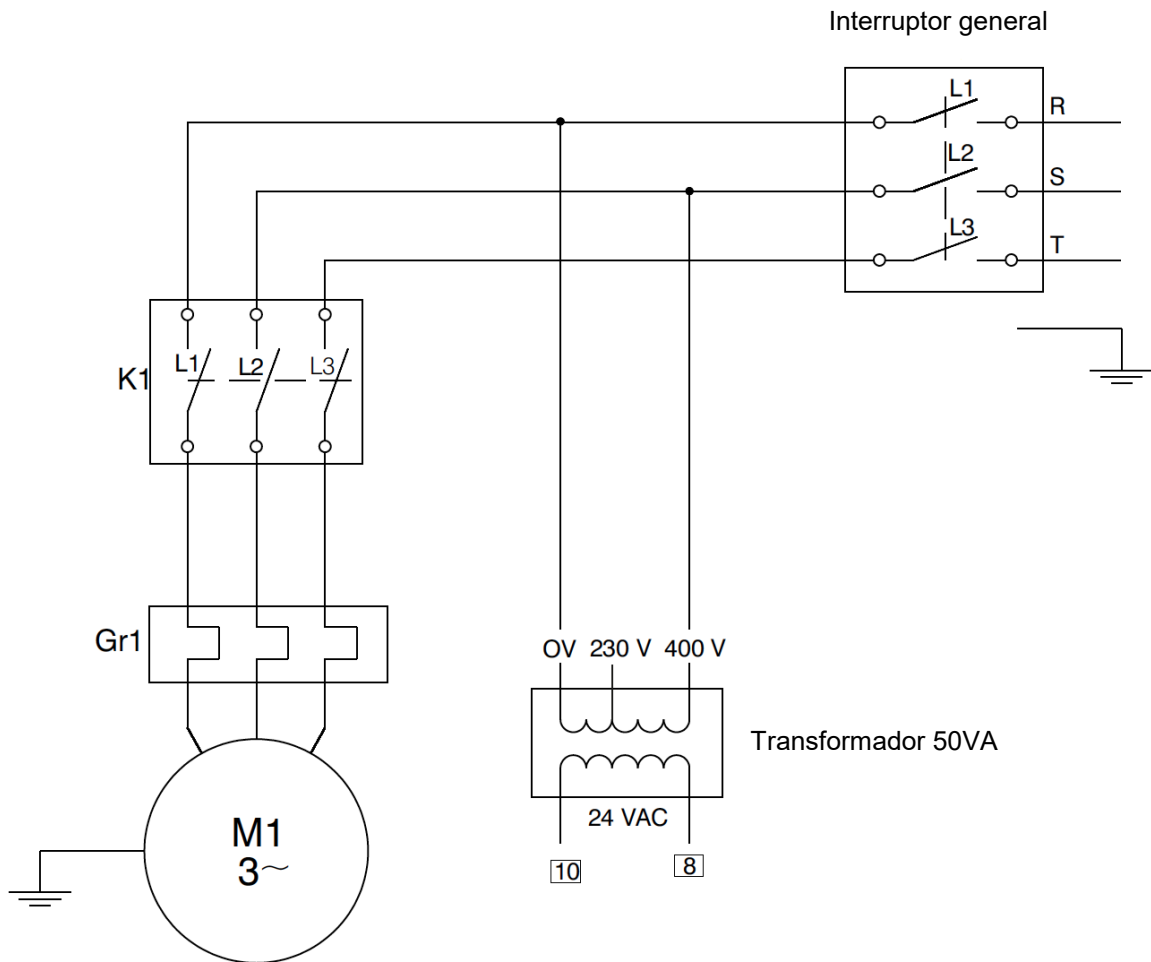 Interruptor general
L1
R
L2
S
L3
T
K1
L1
L2
L3
Gr1
OV 230 V 400 V
Transformador 50VA
24 VAC
10
8
M1
3~